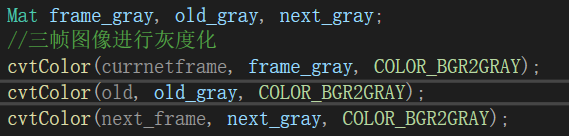 Mat frame_gray, old_gray, next_gray;
//三帧图像进行灰度化
cvtColor(currnetframe, frame_gray, COLOR_BGR2GRAY);
cvtColor(old, old_gray, COLOR_BGR2GRAY);
cvtColor(next_frame, next_gray, COLOR_BGR2GRAY);